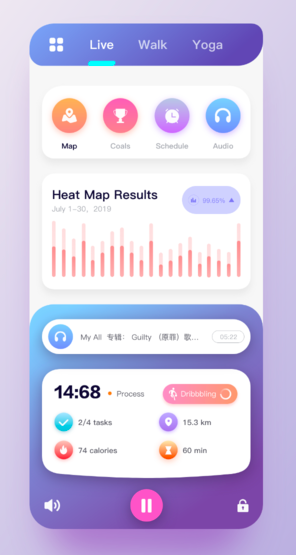 Live Walk Yoga
Map Coals Schedule Audio
Heat Map Results
July 1-30, 2019
89.65%
My All 专辑: Guilty （原罪）歌... 05:22
14:68 Process Dribbbling
2/4 tasks 15.3 km
74 calories 60 min